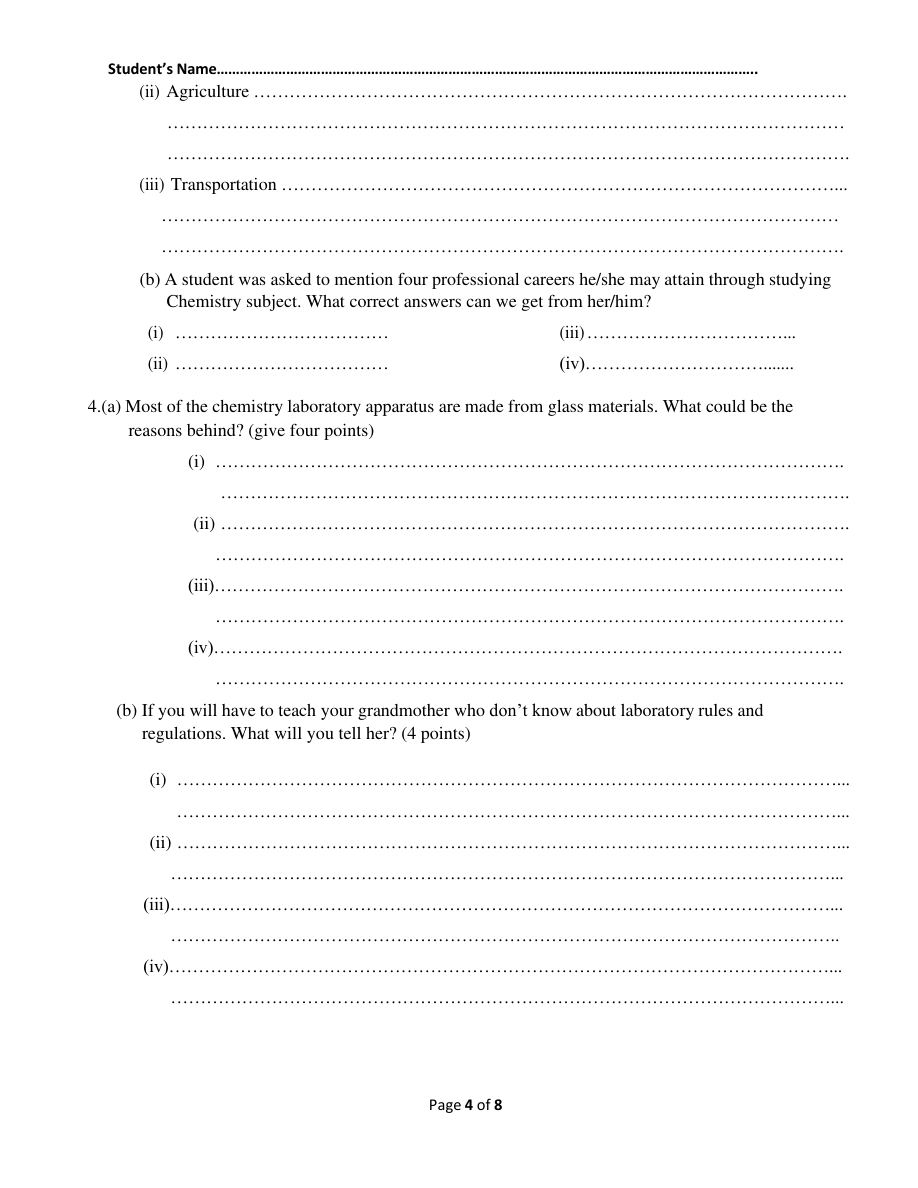 Student’s Name……………………………………………………………………………………………………………………..
(ii) Agriculture ……………………………………………………………………………………….
………………………………………………………………………………………………
……………………………………………………………………………………………….
(iii) Transportation …………………………………………………………………………………...
………………………………………………………………………………………………
……………………………………………………………………………………………….
(b) A student was asked to mention four professional careers he/she may attain through studying
Chemistry subject. What correct answers can we get from her/him?
(i) ……………………………… (iii)……………………………...
(ii) ……………………………… (iv)………………………….......
4.(a) Most of the chemistry laboratory apparatus are made from glass materials. What could be the
reasons behind? (give four points)
(i) …………………………………………………………………………………………….
…………………………………………………………………………………………….
(ii) …………………………………………………………………………………………….
…………………………………………………………………………………………….
(iii)…………………………………………………………………………………………….
…………………………………………………………………………………………….
(iv)…………………………………………………………………………………………….
…………………………………………………………………………………………….
(b) If you will have to teach your grandmother who don’t know about laboratory rules and
regulations. What will you tell her? (4 points)
(i) …………………………………………………………………………………………………...
…………………………………………………………………………………………………...
(ii) …………………………………………………………………………………………………...
…………………………………………………………………………………………………...
(iii)…………………………………………………………………………………………………...
…………………………………………………………………………………………………..
(iv)…………………………………………………………………………………………………...
…………………………………………………………………………………………………...
Page 4 of 8